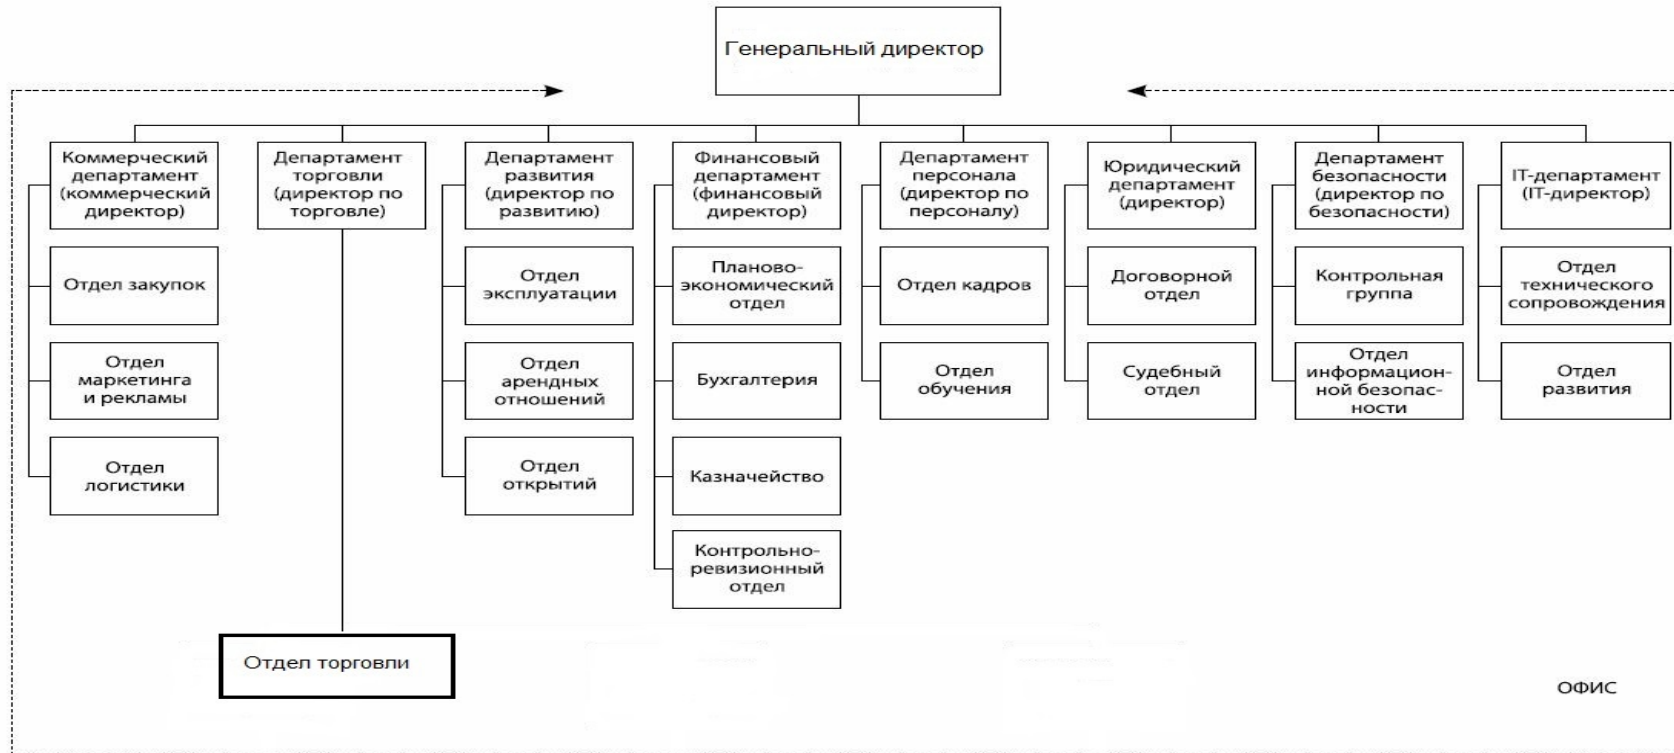 Генеральный директор
Коммерческий
департамент
(коммерческий
директор)
Департамент
торговли
(директор по
торговле)
Департамент
развития
(директор по
развитию)
Финансовый
департамент
(финансовый
директор)
Департамент
персонала
(директор по
персоналу)
Юридический
департамент
(директор)
Департамент
безопасности
(директор по
безопасности)
IT-департамент
(IT-директор)
Отдел закупок
Отдел
эксплуатации
Планово-
экономический
отдел
Отдел кадров
Договорной
отдел
Контрольная
группа
Отдел
технического
сопровождения
Отдел
маркетинга
и рекламы
Отдел
арендных
отношений
Бухгалтерия
Отдел
обучения
Судебный
отдел
Отдел
информацион-
ной безопас-
ности
Отдел
развития
Отдел
логистики
Отдел
открытий
Казначейство
Контрольно-
ревизионный
отдел
Отдел торговли
ОФИС